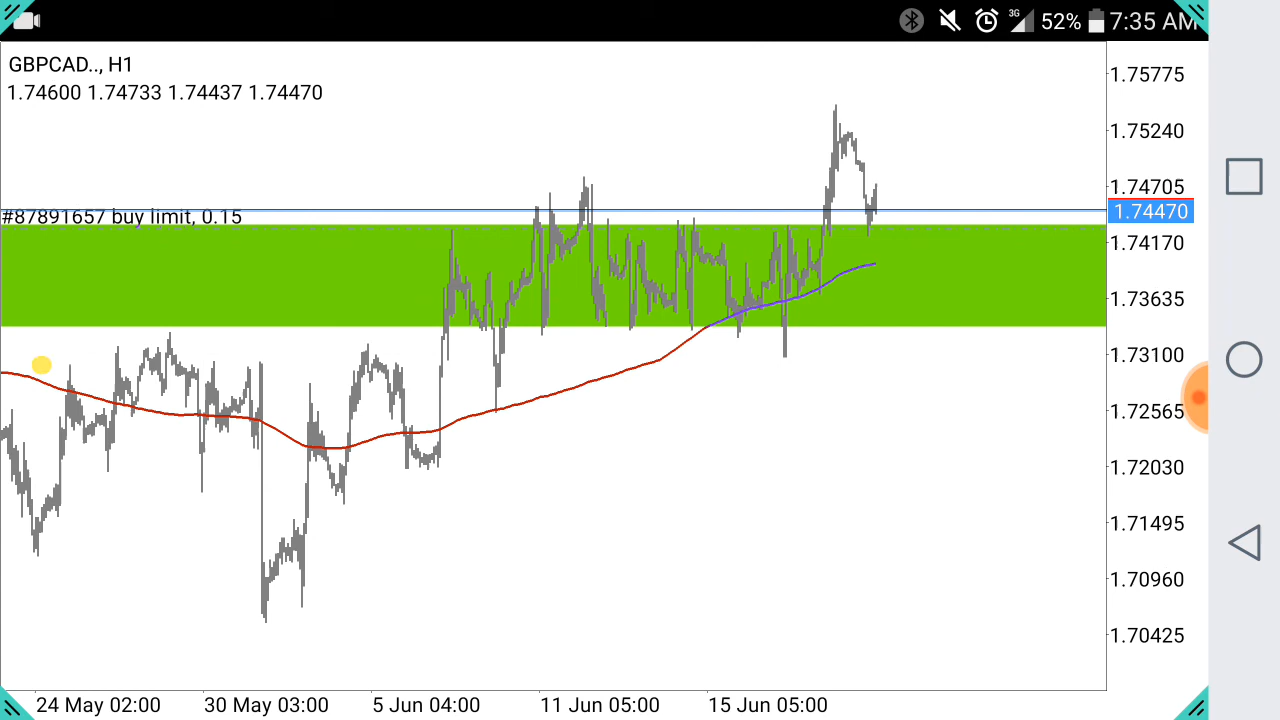 3G 52% 7:35 AM
GBPCAD.., H1
1.74600 1.74733 1.74437 1.74470
1.75775
1.75240
1.74705
1.74470
#87891657 buy limit, 0.15
1.74170
1.73635
1.73100
1.72565
1.72030
1.71495
1.70960
1.70425
24 May 02:00 30 May 03:00 5 Jun 04:00 11 Jun 05:00 15 Jun 05:00